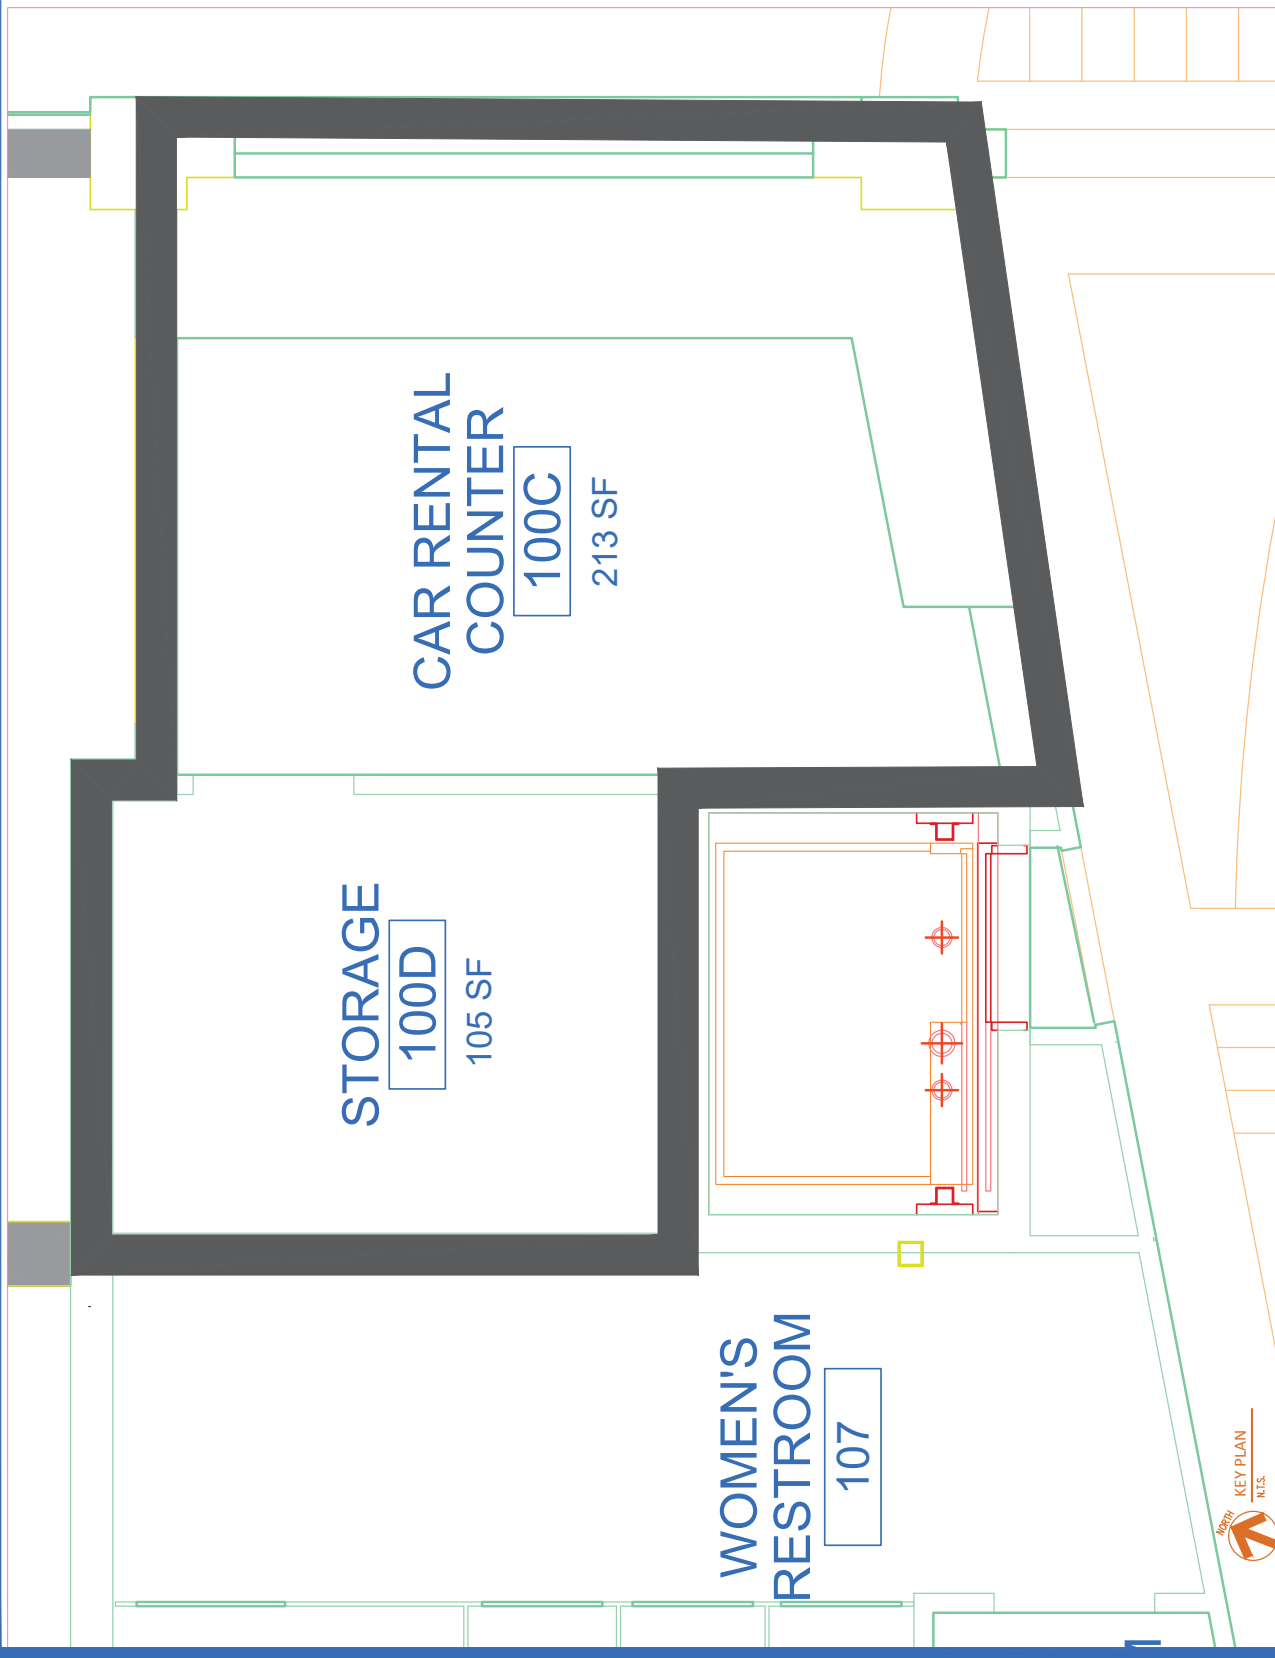 CAR RENTAL
COUNTER
100C
213 SF
STORAGE
100D
105 SF
WOMEN'S
RESTROOM
107
KEY PLAN
N.T.S.
NORTH